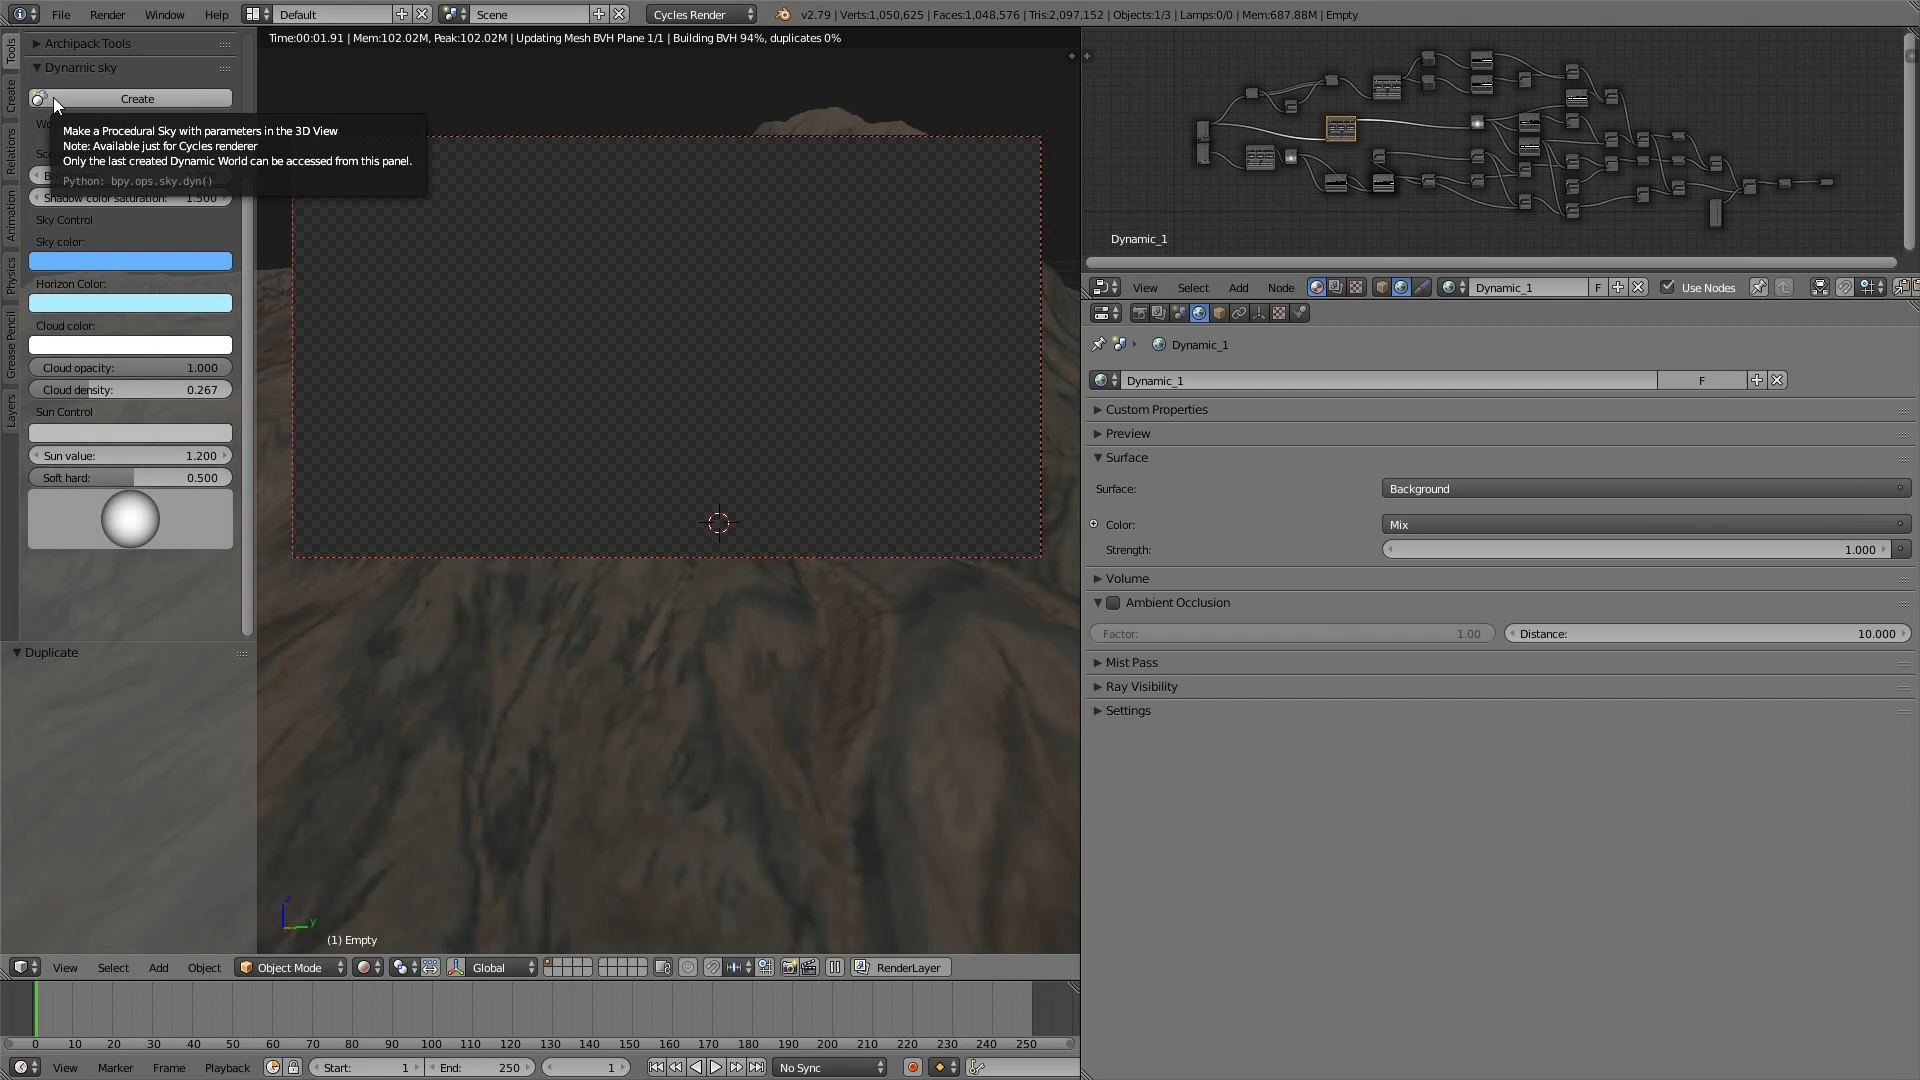 File Render Window Help Default Scene Cycles Render v2.79 | Verts:1,050,625 | Faces:1,048,576 | Tris:2,097,152 | Objects:1/3 | Lamps:0/0 | Mem:687.88M | Empty
Time:00:01.91 | Mem:102.02M, Peak:102.02M | Updating Mesh BVH Plane 1/1 | Building BVH 94%, duplicates 0%
Tools
Create
Relations
Animation
Physics
Grease Pencil
Layers
Archipack Tools
Dynamic sky
Create
Make a Procedural Sky with parameters in the 3D View
Note: Available just for Cycles renderer
Only the last created Dynamic World can be accessed from this panel.
Python: bpy.ops.sky.dyn()
Shadow color saturation: 1.500
Sky Control
Sky color:
Horizon Color:
Cloud color:
Cloud opacity: 1.000
Cloud density: 0.267
Sun Control
Sun value: 1.200
Soft hard: 0.500
Duplicate
z
y
(1) Empty
View Select Add Object Object Mode Global RenderLayer
0 10 20 30 40 50 60 70 80 90 100 110 120 130 140 150 160 170 180 190 200 210 220 230 240 250
View Marker Frame Playback Start: 1 End: 250 1 No Sync
Dynamic_1
View Select Add Node Dynamic_1 F Use Nodes
Dynamic_1
Dynamic_1 F
Custom Properties
Preview
Surface
Surface: Background
Color: Mix
Strength: 1.000
Volume
Ambient Occlusion
Factor: 1.00 Distance: 10.000
Mist Pass
Ray Visibility
Settings